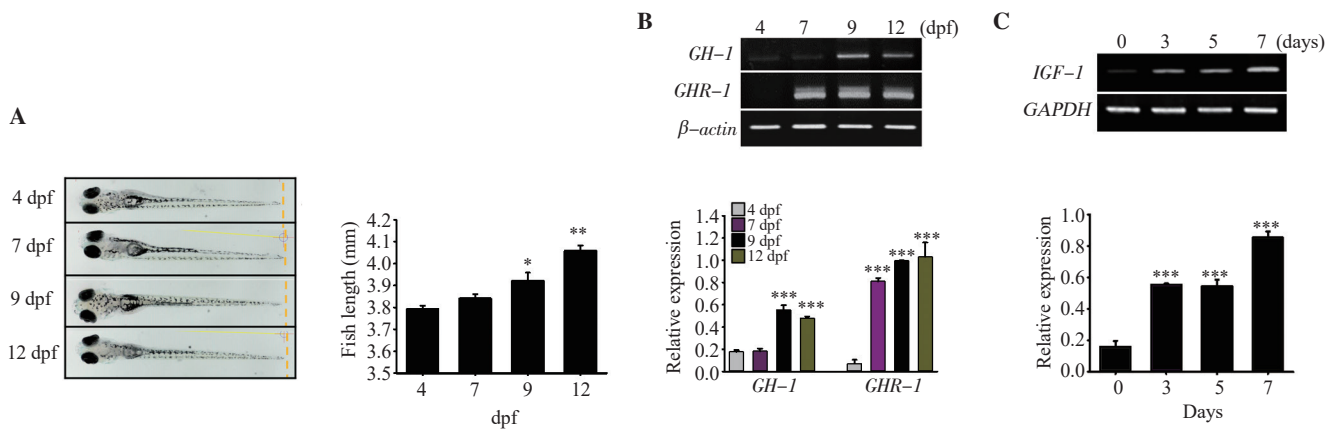 A
4 dpf
7 dpf
9 dpf
12 dpf
Fish length (mm)
4.2
4.1
4.0
3.9
3.8
3.7
3.6
3.5
* **
4 7 9 12
dpf
B
4 7 9 12 (dpf)
GH-1
GHR-1
β-actin
Relative expression
1.4
1.2
1.0
0.8
0.6
0.4
0.2
0.0
4 dpf
7 dpf
9 dpf
12 dpf
*** *** *** *** ***
GH-1 GHR-1
C
0 3 5 7 (days)
IGF-1
GAPDH
Relative expression
1.0
0.8
0.6
0.4
0.2
0.0
*** *** ***
0 3 5 7
Days